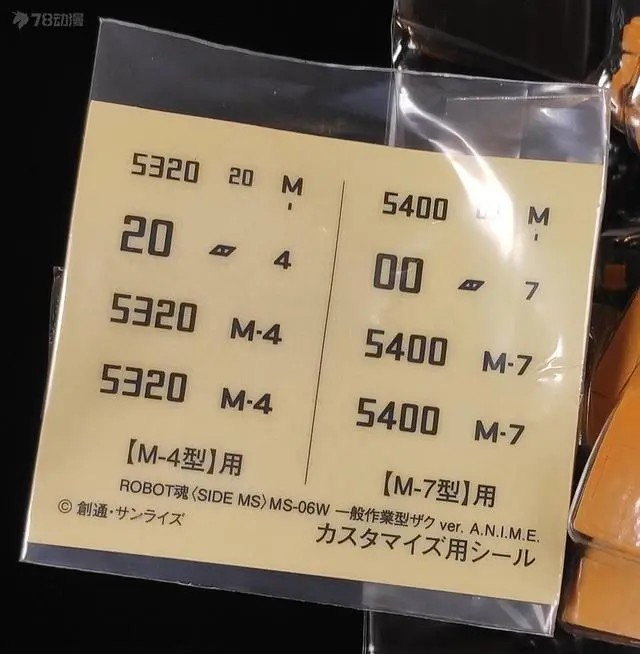 78动漫
5320 20 M
20 4
5320 M-4
5320 M-4
【M-4型】用
5400 M
00 7
5400 M-7
5400 M-7
【M-7型】用
ROBOT魂〈SIDE MS〉MS-06W 一般作業型ザク ver. A.N.I.M.E.
© 創通・サンライズ
カスタマイズ用シール